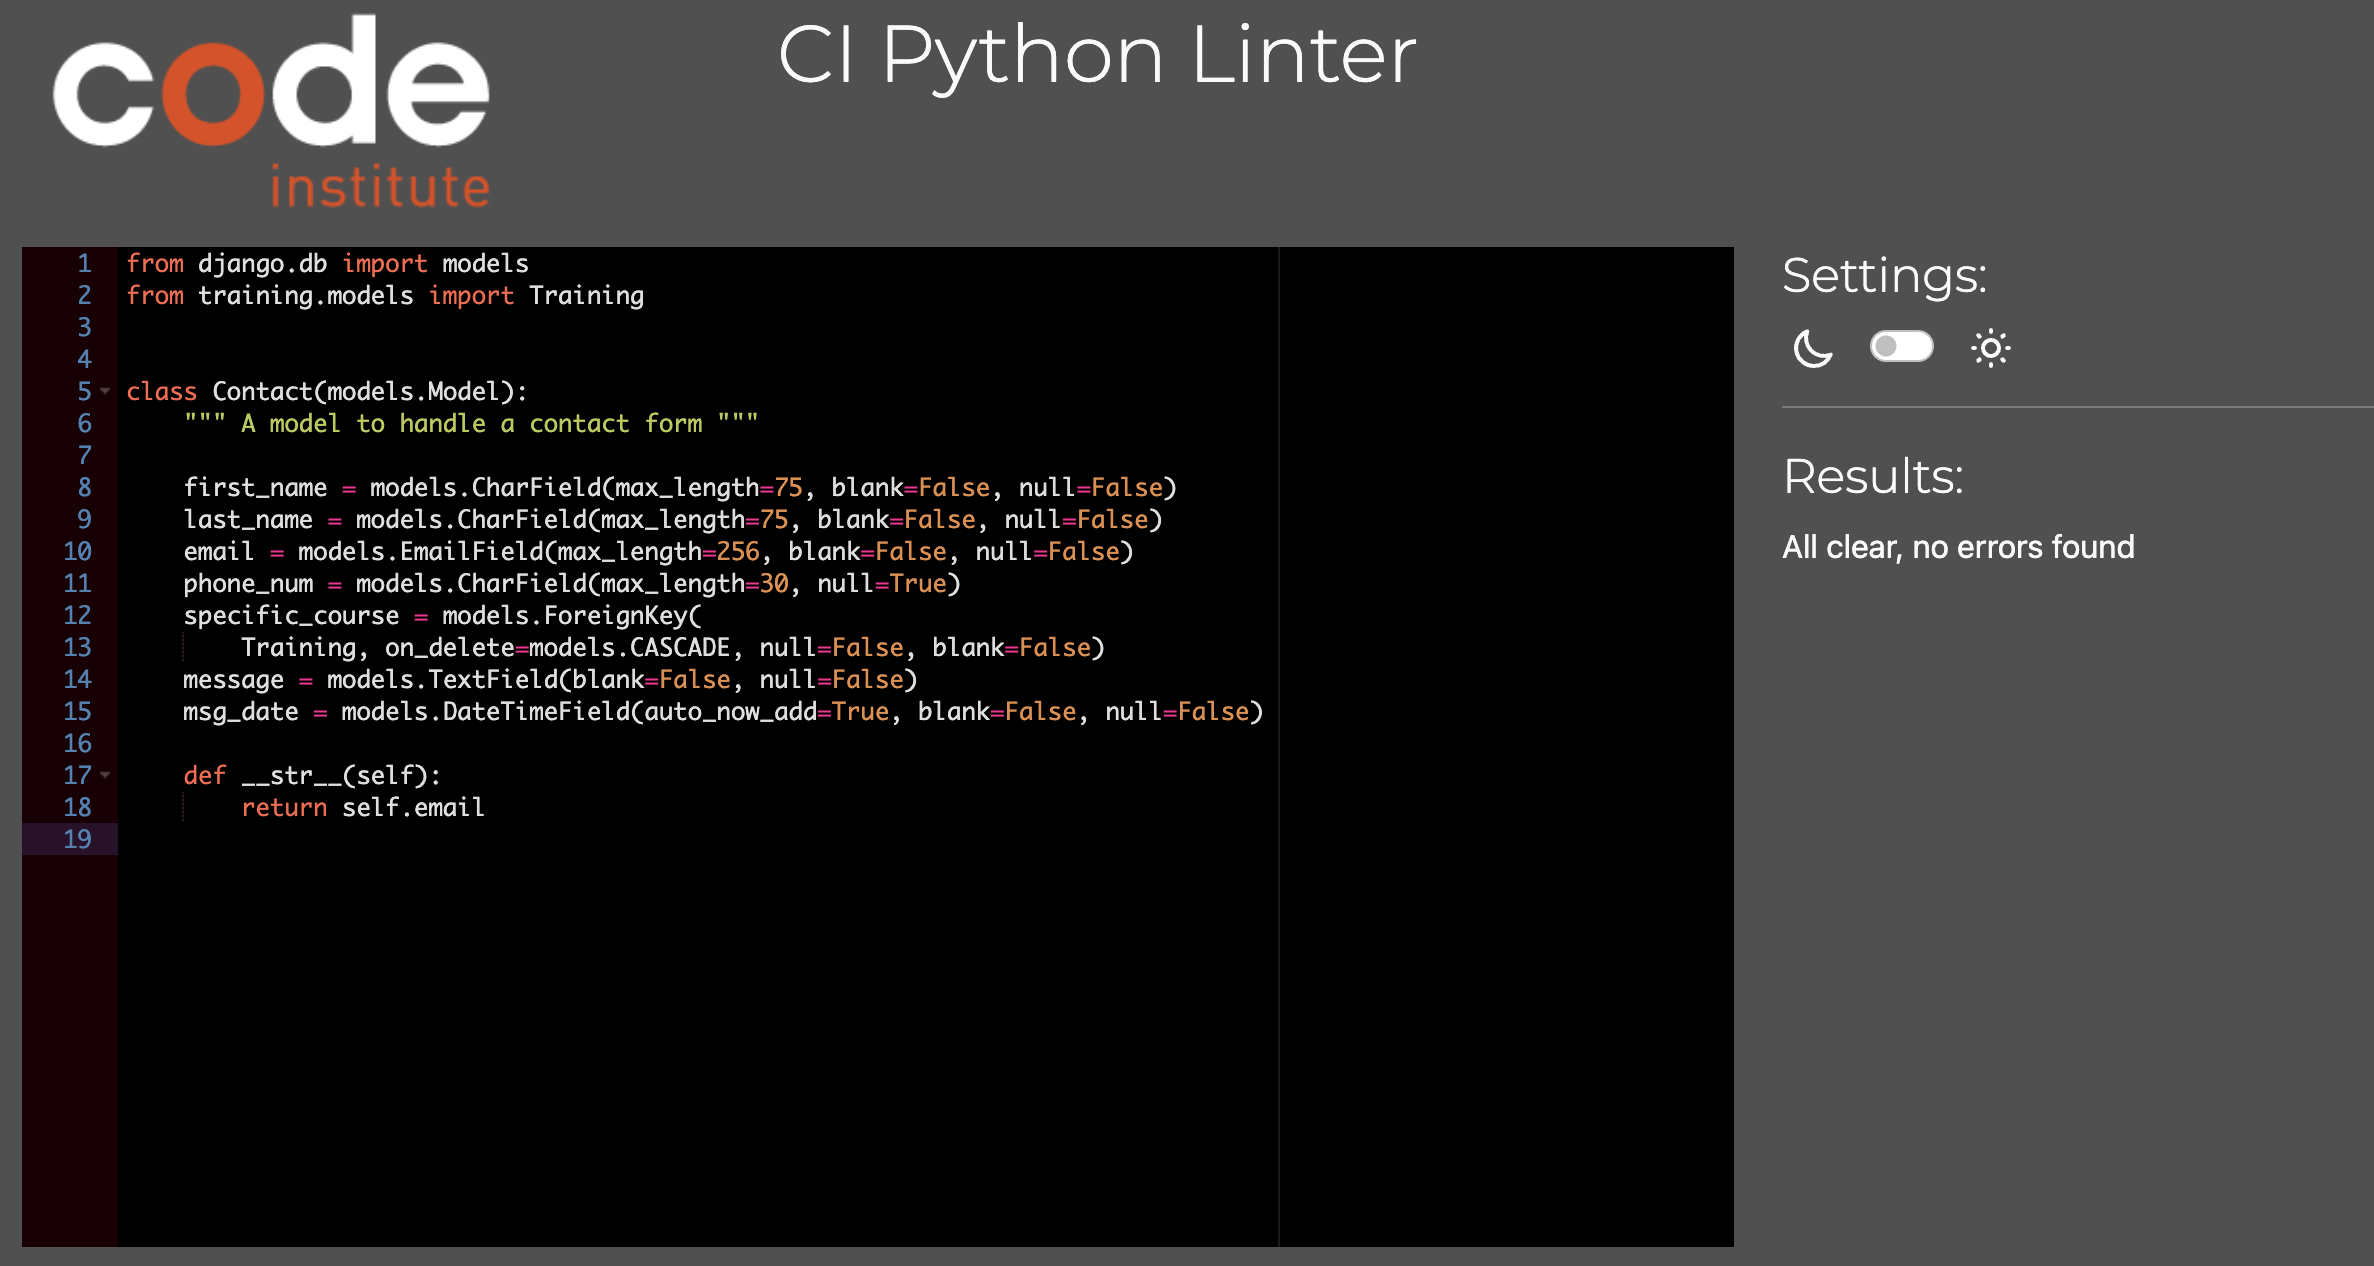 code
institute
CI Python Linter
1 from django.db import models
2 from training.models import Training
3
4
5 class Contact(models.Model):
6     """ A model to handle a contact form """
7
8     first_name = models.CharField(max_length=75, blank=False, null=False)
9     last_name = models.CharField(max_length=75, blank=False, null=False)
10     email = models.EmailField(max_length=256, blank=False, null=False)
11     phone_num = models.CharField(max_length=30, null=True)
12     specific_course = models.ForeignKey(
13         Training, on_delete=models.CASCADE, null=False, blank=False)
14     message = models.TextField(blank=False, null=False)
15     msg_date = models.DateTimeField(auto_now_add=True, blank=False, null=False)
16
17     def __str__(self):
18         return self.email
19
Settings:
Results:
All clear, no errors found